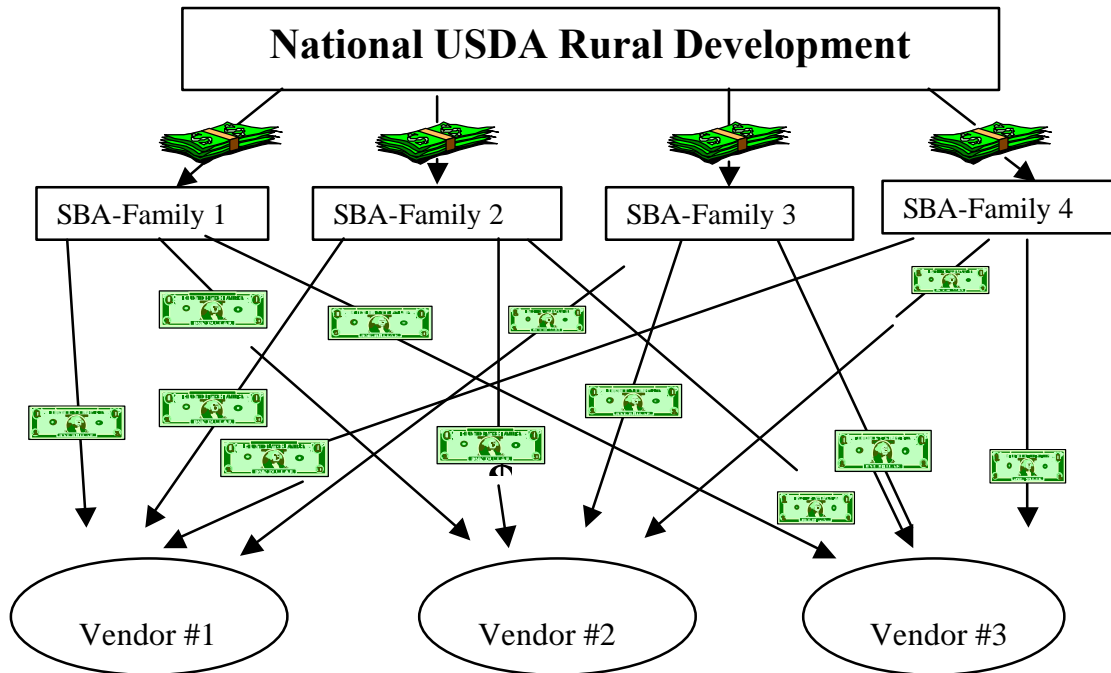 National USDA Rural Development
SBA-Family 1
SBA-Family 2
SBA-Family 3
SBA-Family 4
Vendor #1
Vendor #2
Vendor #3